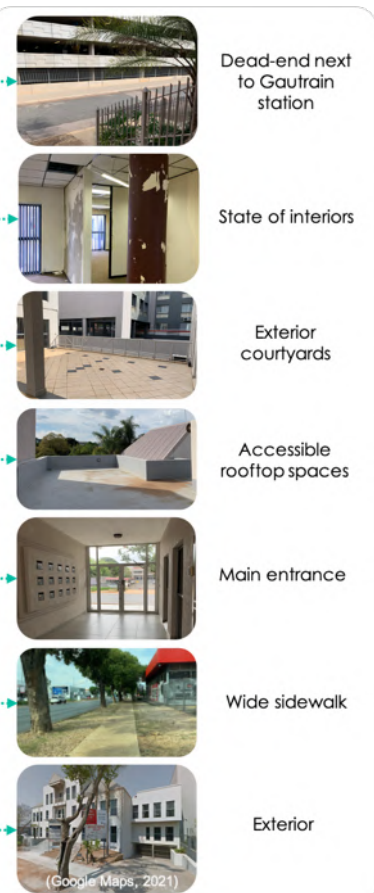 Dead-end next
to Gautrain
station
State of interiors
Exterior
courtyards
Accessible
rooftop spaces
Main entrance
Wide sidewalk
Exterior
(Google Maps, 2021)